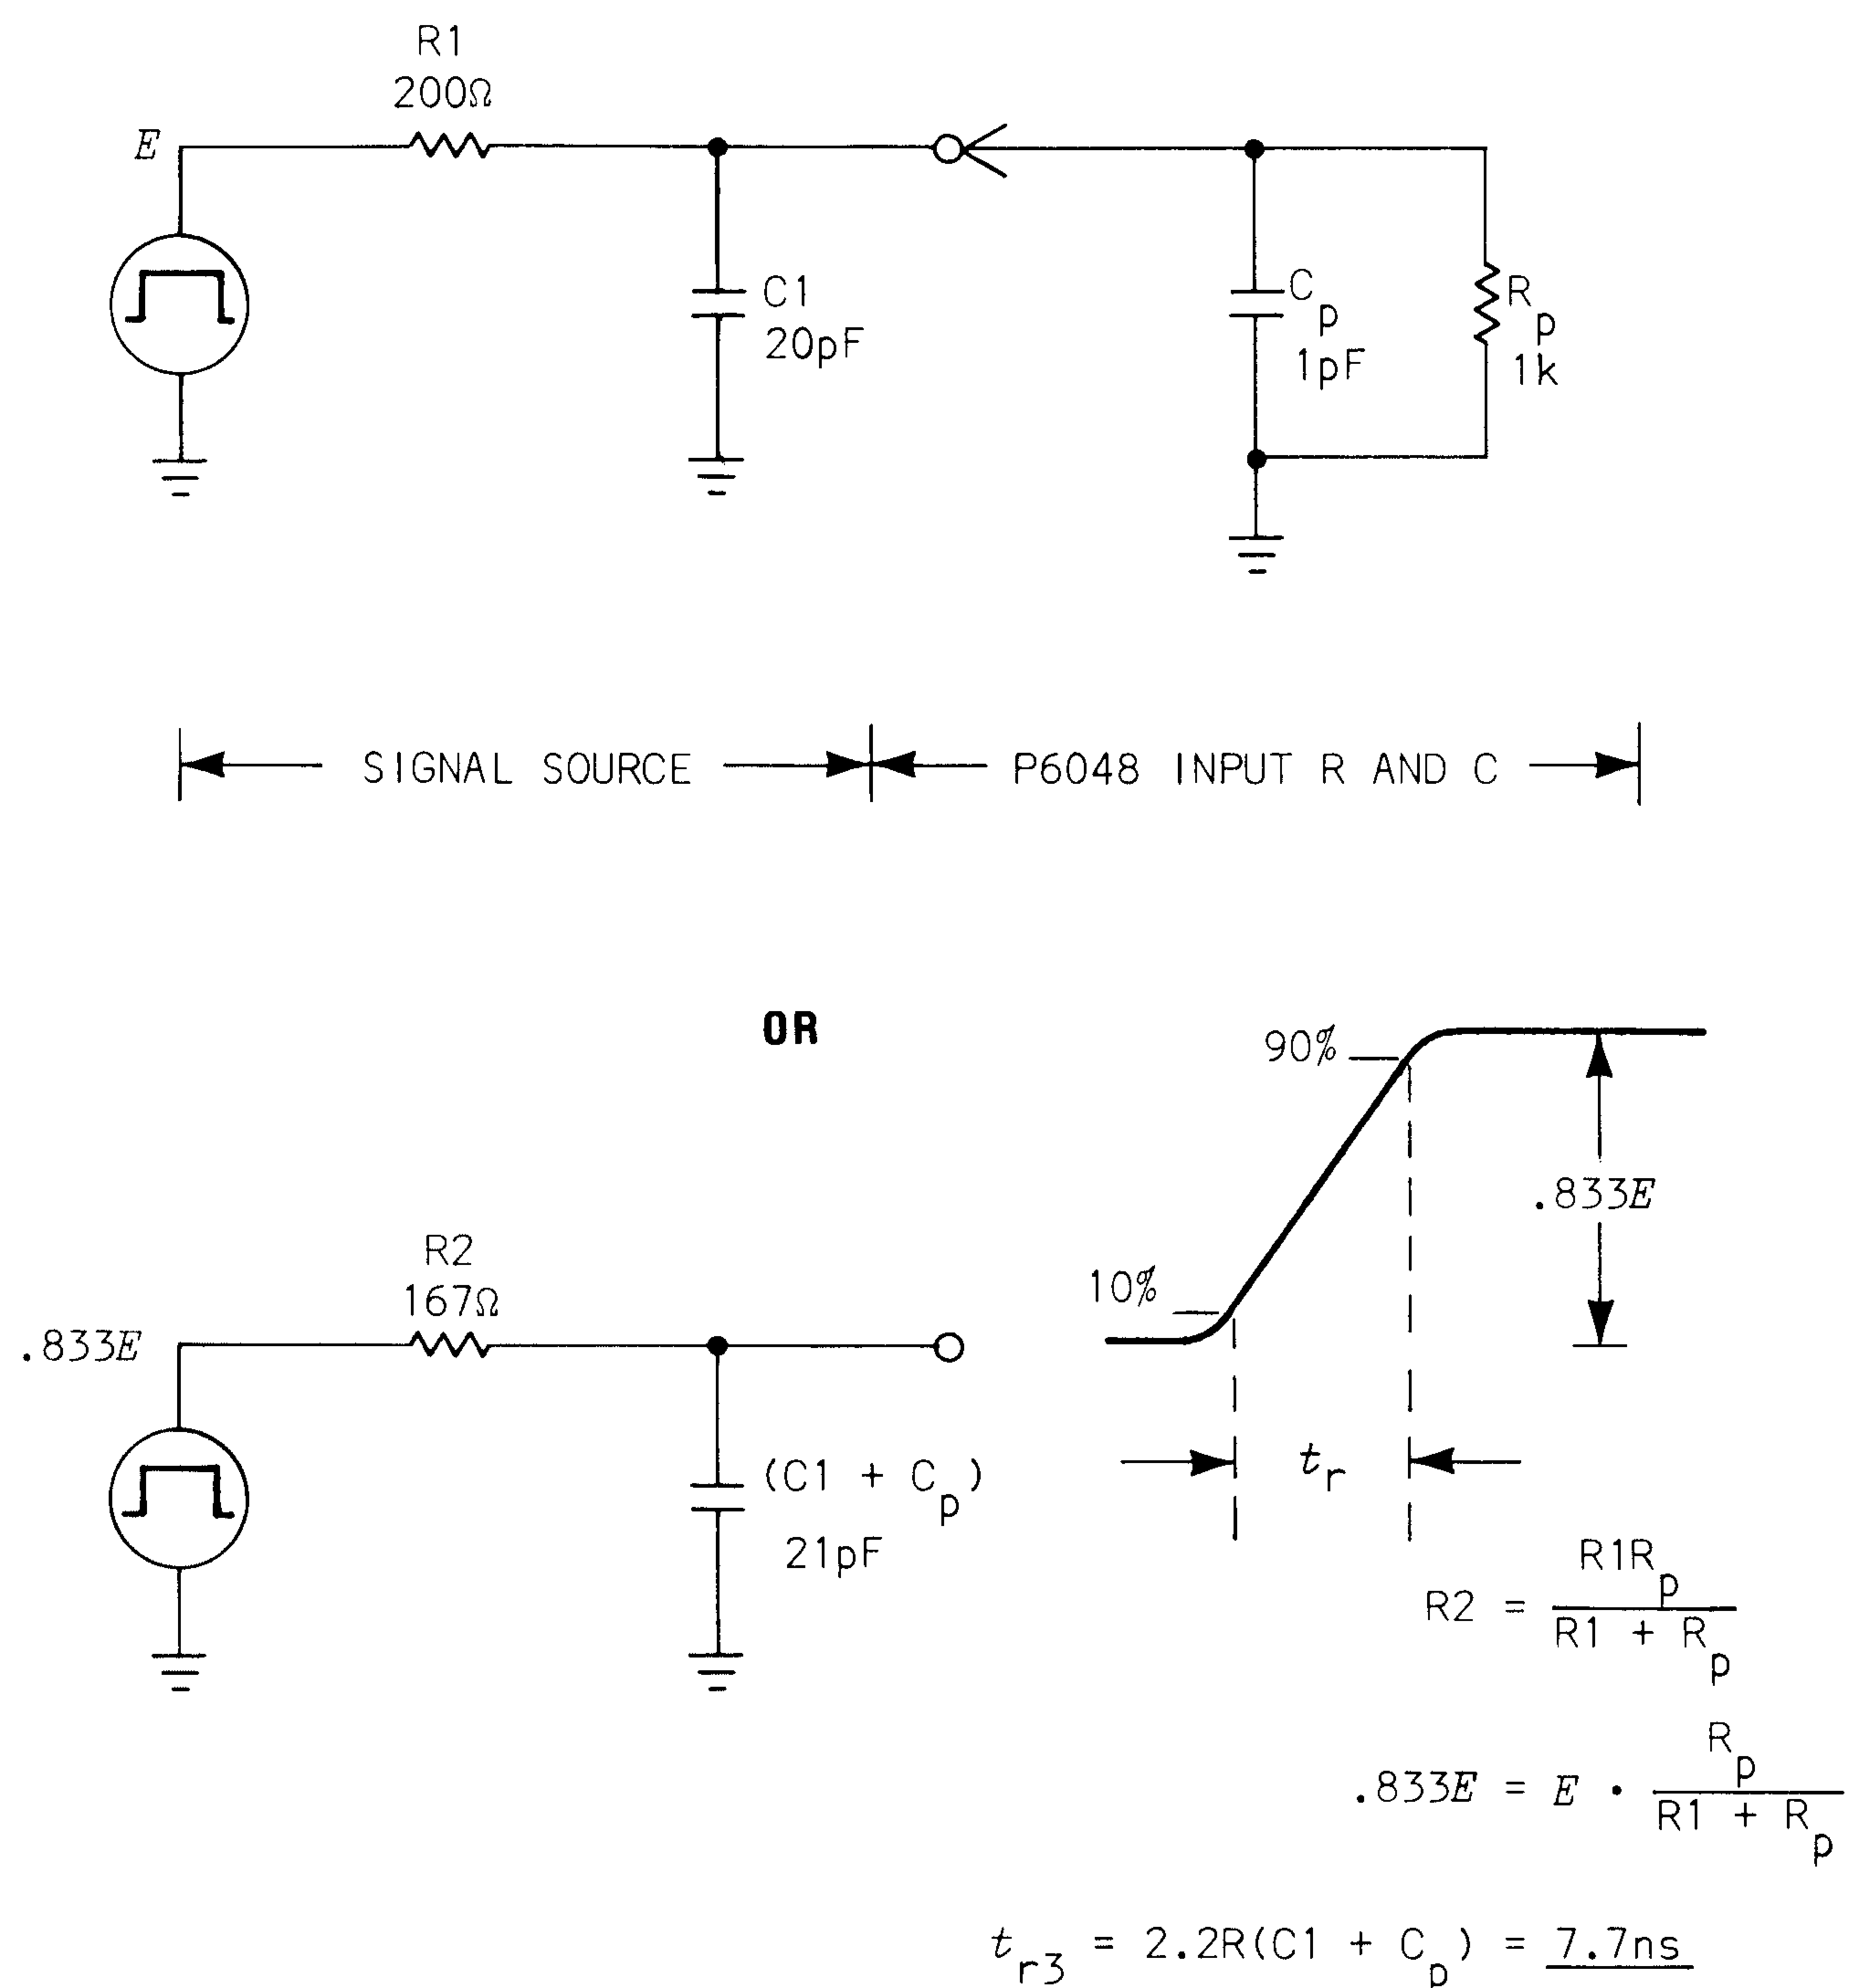 R1
200Ω
E
C1
20pF
Cp
1pF
Rp
1k
SIGNAL SOURCE
P6048 INPUT R AND C
OR
90%
.833E
10%
R2
167Ω
.833E
(C1 + Cp)
21pF
tr
R2 = R1Rp / R1 + Rp
.833E = E • Rp / R1 + Rp
tr3 = 2.2R(C1 + Cp) = 7.7ns